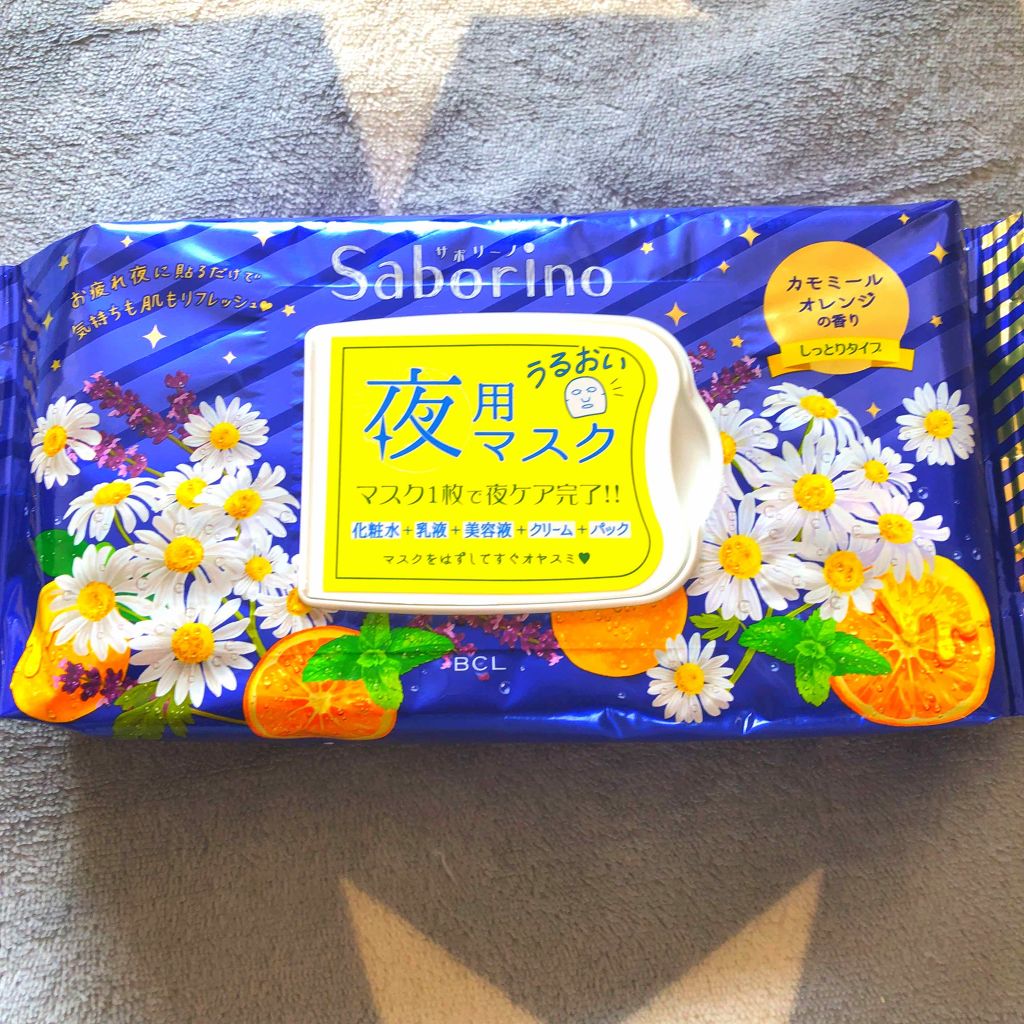 サボリーノ
Saborino
お疲れ夜に貼るだけで
気持ちも肌もリフレッシュ♥
カモミール
オレンジ
の香り
しっとりタイプ
うるおい
夜用
マスク
マスク1枚で夜ケア完了!!
化粧水+乳液+美容液+クリーム+パック
マスクをはずしてすぐオヤスミ♥
BCL